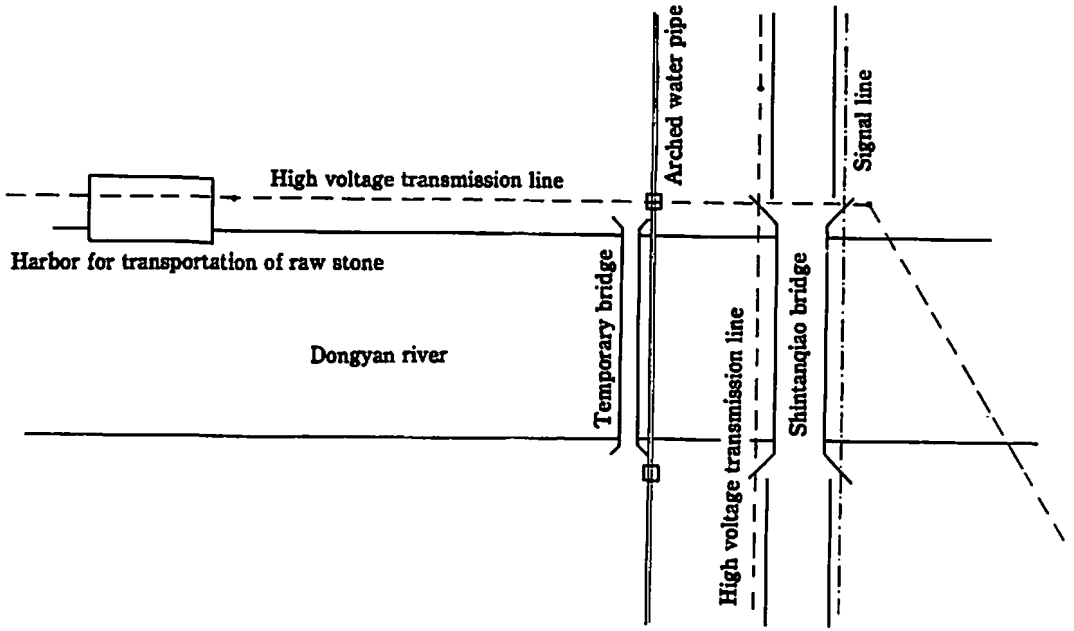 Arched water pipe
Signal line
High voltage transmission line
Harbor for transportation of raw stone
Temporary bridge
Shintanqiao bridge
Dongyan river
High voltage transmission line